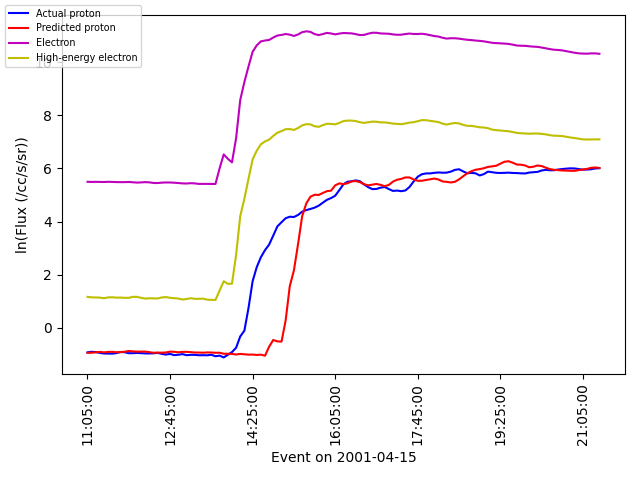 Actual proton
Predicted proton
Electron
High-energy electron
10
8
6
4
2
0
ln(Flux (/cc/s/sr))
11:05:00
12:45:00
14:25:00
16:05:00
17:45:00
19:25:00
21:05:00
Event on 2001-04-15